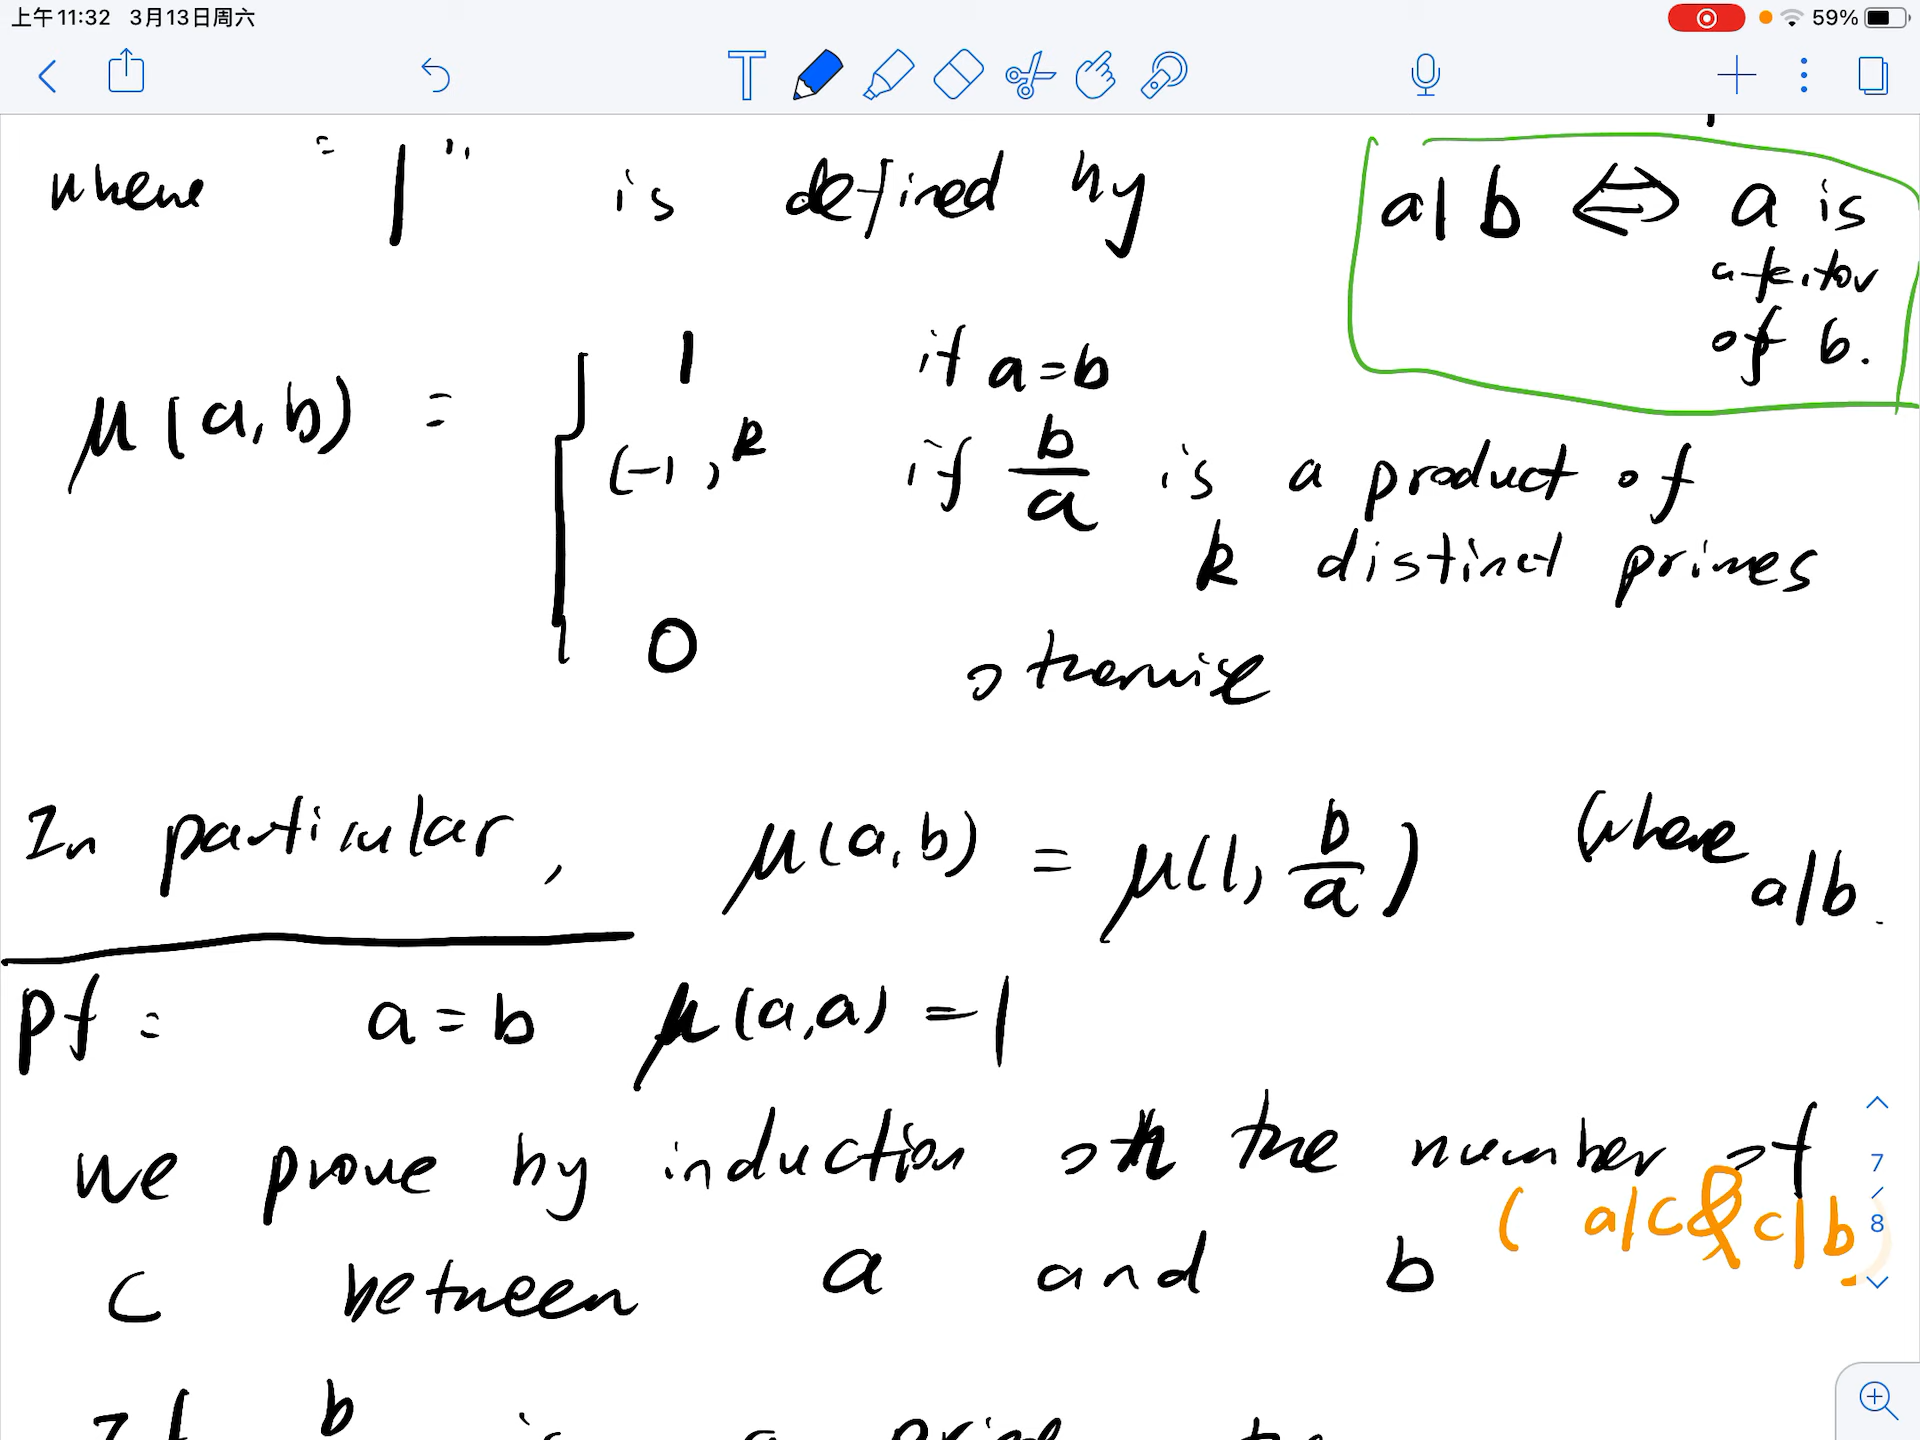 上午11:32 3月13日周六
59%
T
where "|" is defined by
a|b ⟺ a is
a factor
of b.
μ(a,b) = { 1 if a=b
(-1)^k if b/a is a product of
k distinct primes
0 otherwise
In particular, μ(a,b) = μ(1, b/a) (where
a|b.
pf: a=b μ(a,a) = 1
we prove by induction on the number of
(a|c & c|b)
c between a and b
7
/
8
If b is a